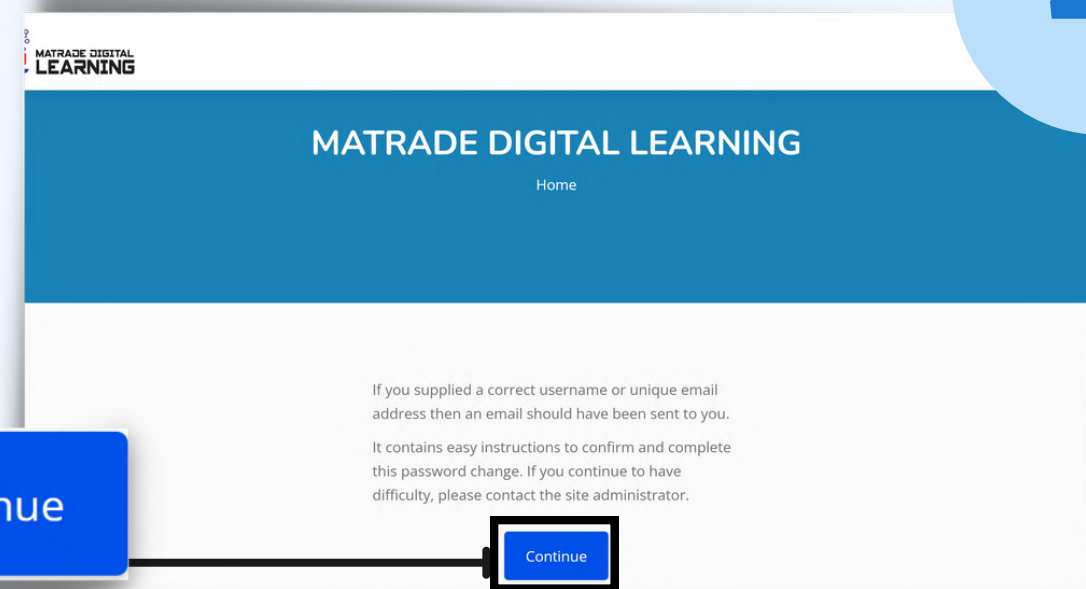 MATRADE DIGITAL
LEARNING
MATRADE DIGITAL LEARNING
Home
If you supplied a correct username or unique email
address then an email should have been sent to you.
It contains easy instructions to confirm and complete
this password change. If you continue to have
difficulty, please contact the site administrator.
nue
Continue